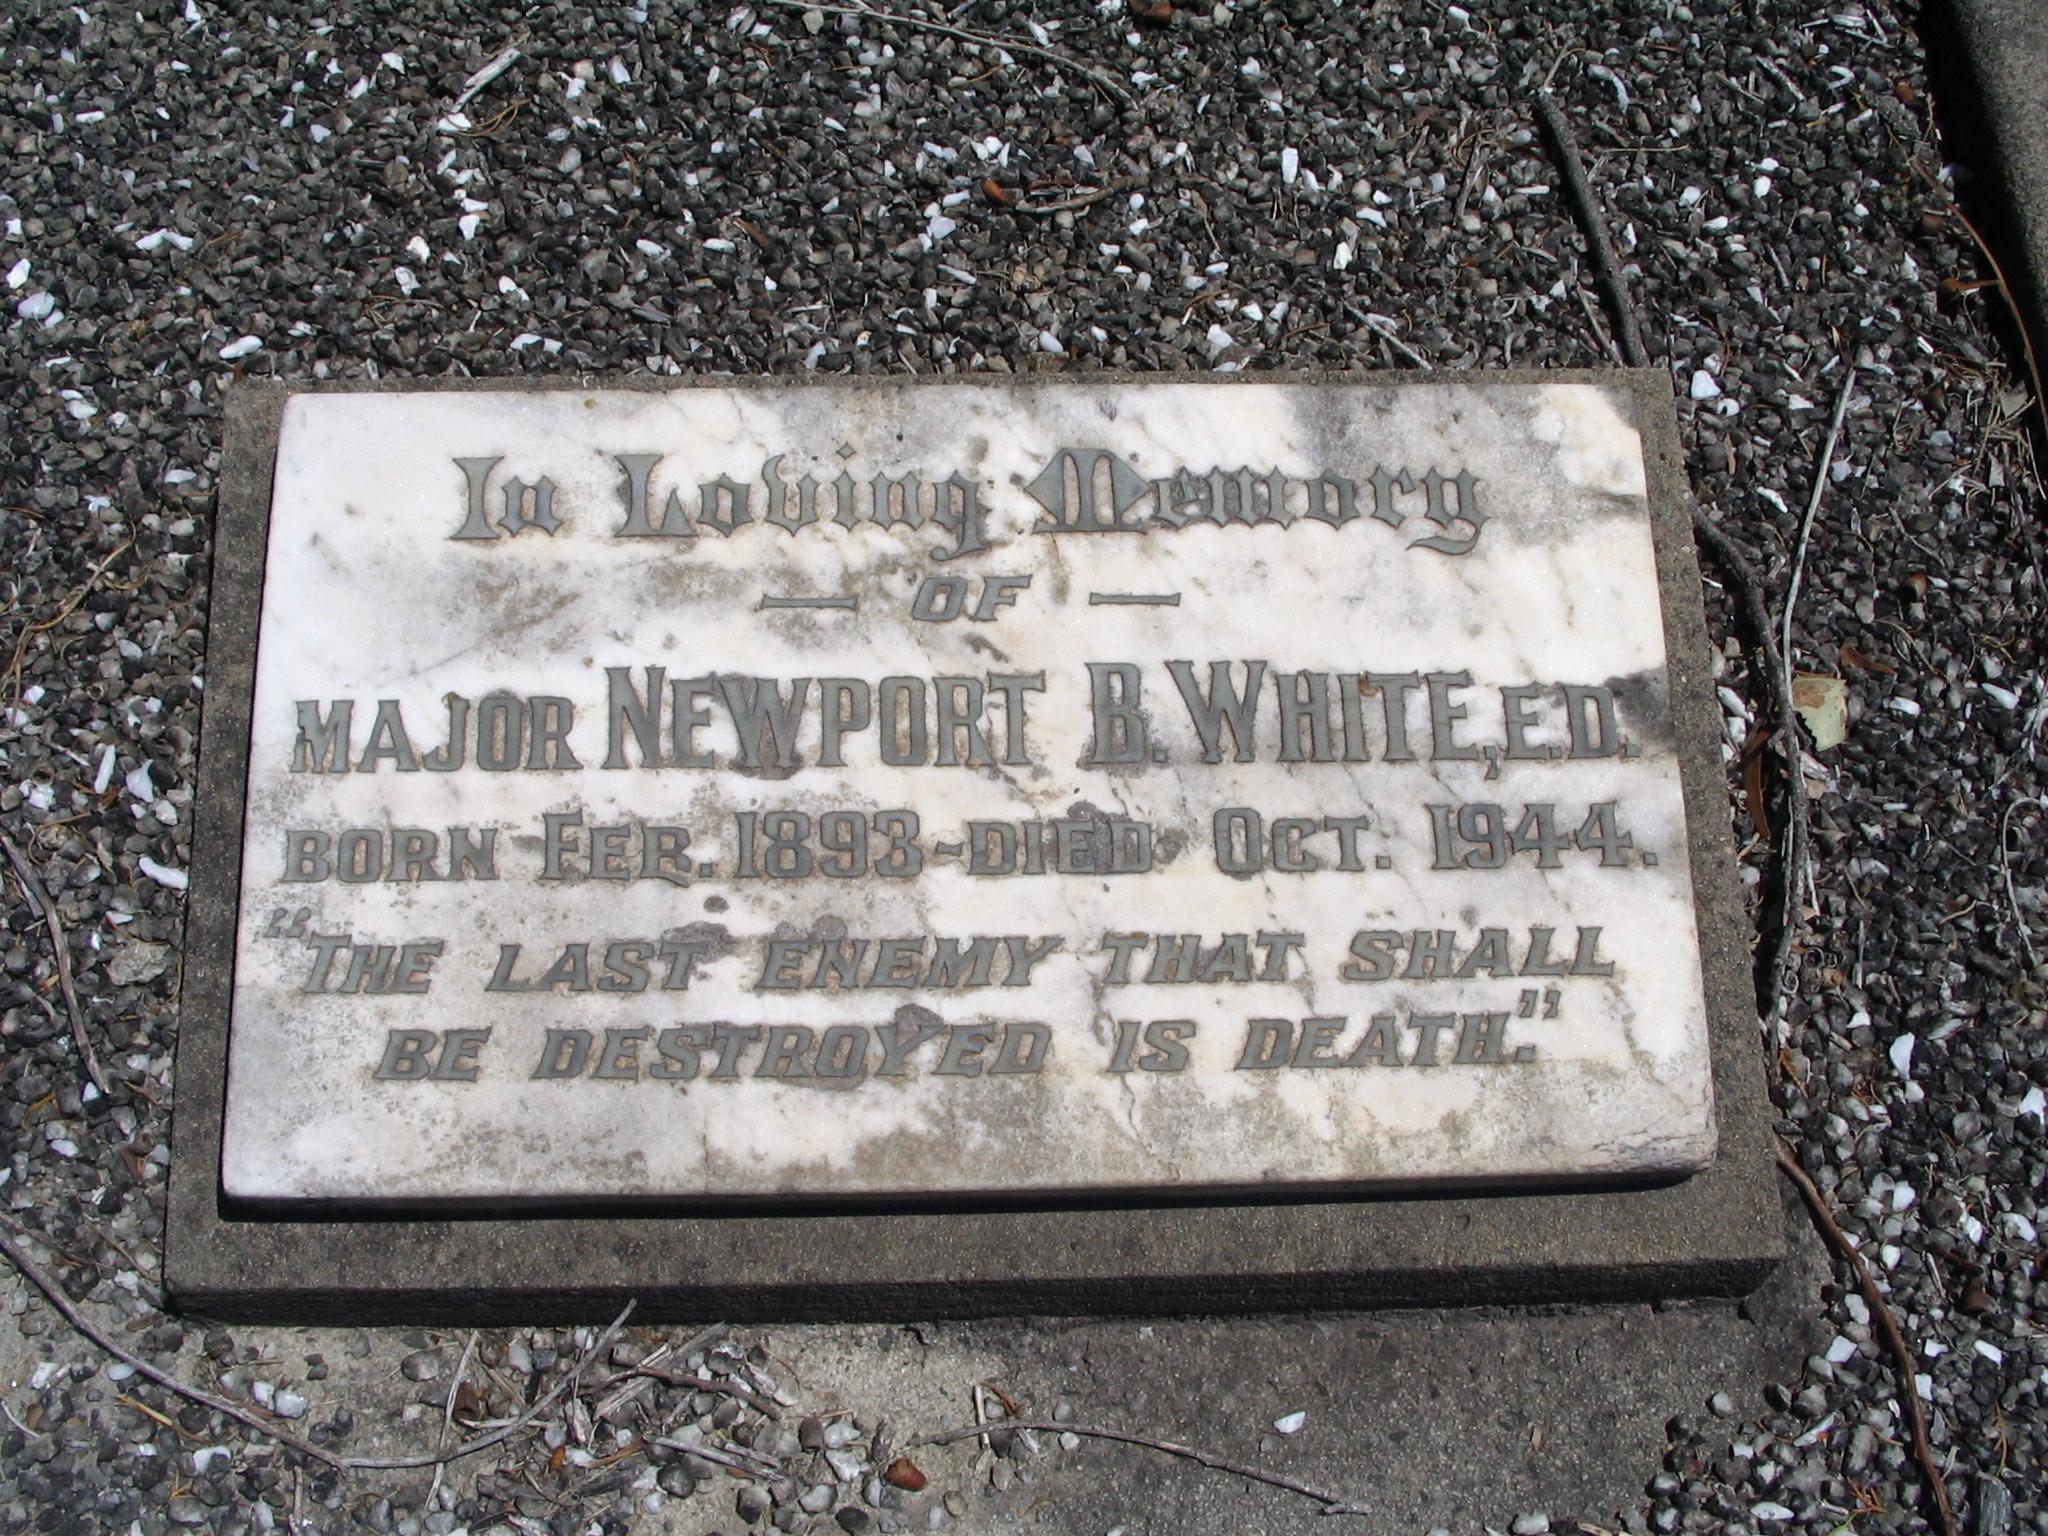 In Loving Memory
— OF —
MAJOR NEWPORT B. WHITE, E.D.
BORN FEB. 1893 - DIED OCT. 1944.
"THE LAST ENEMY THAT SHALL
BE DESTROYED IS DEATH."